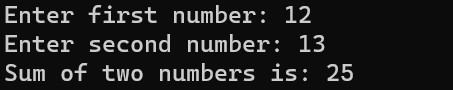 Enter first number: 12
Enter second number: 13
Sum of two numbers is: 25